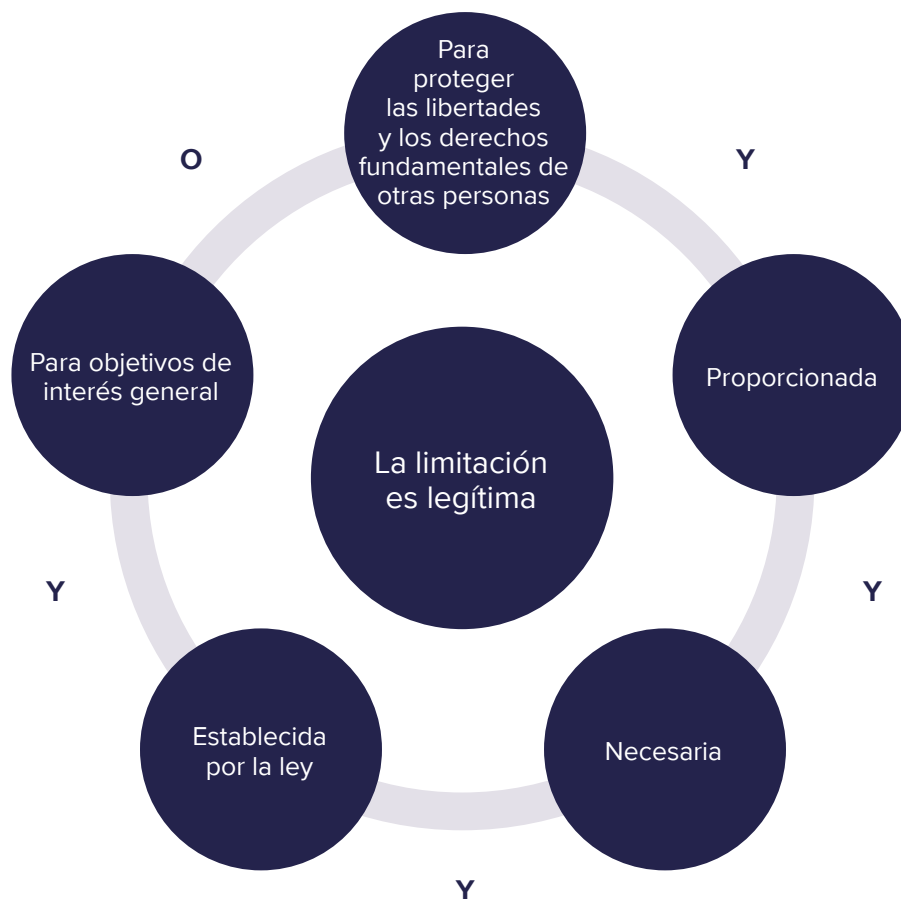 Para
proteger
las libertades
y los derechos
fundamentales de
otras personas
O
Y
Para objetivos de
interés general
Proporcionada
La limitación
es legítima
Y
Y
Establecida
por la ley
Necesaria
Y